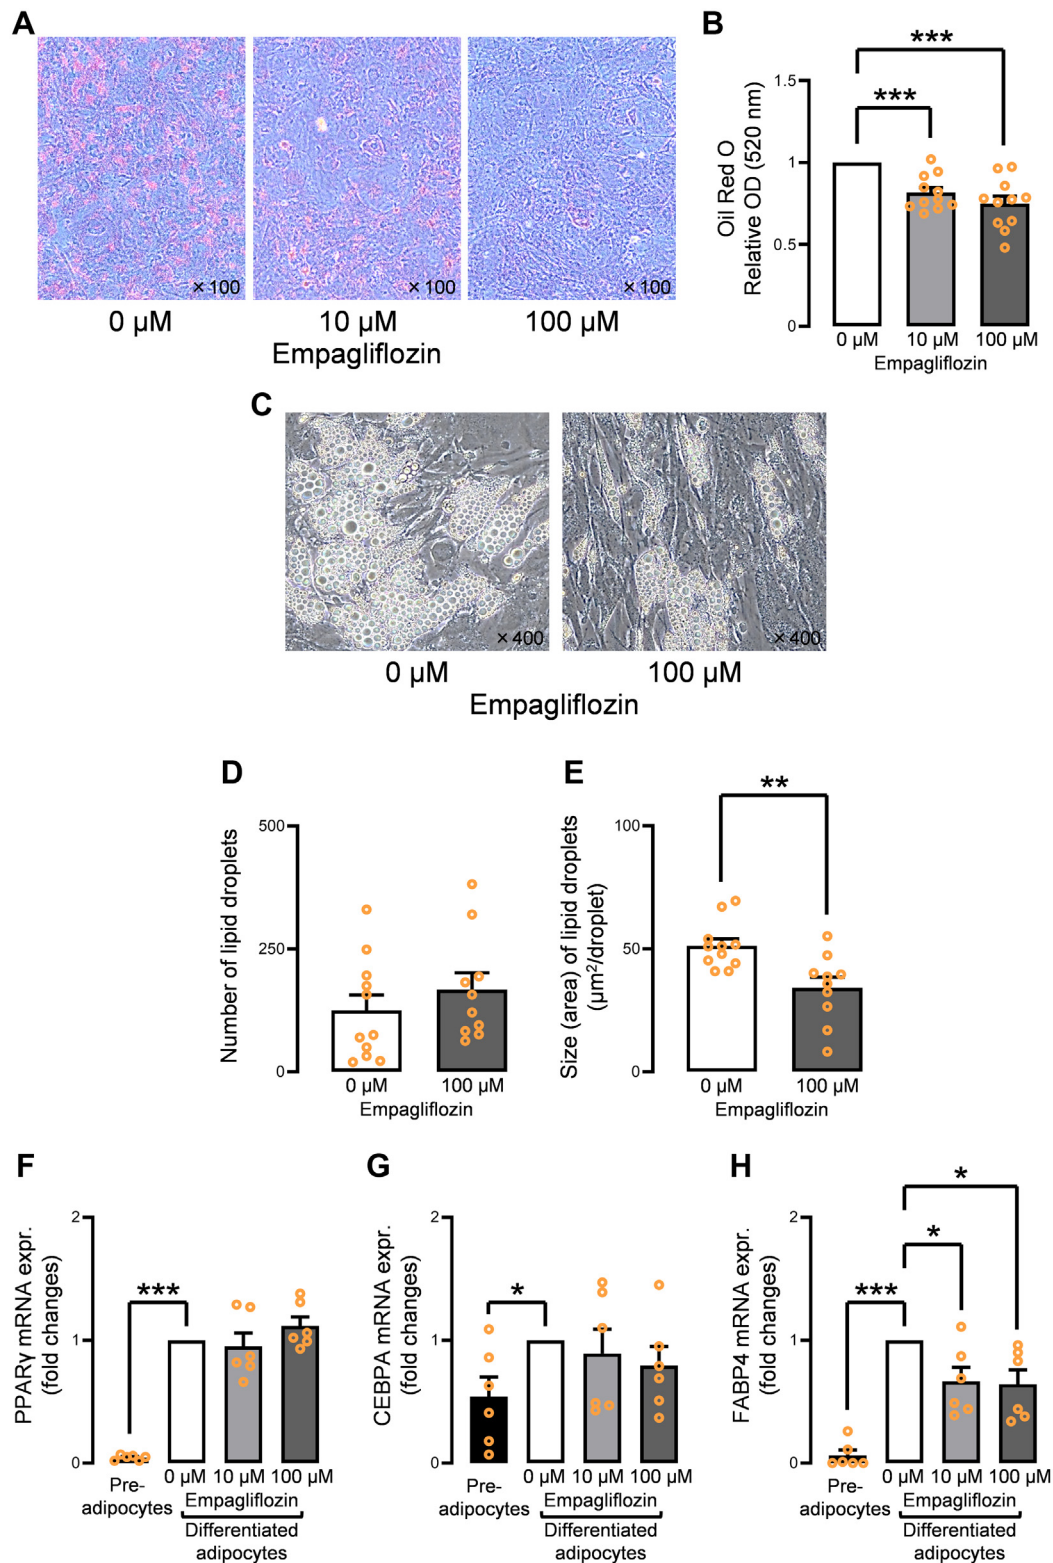 A
× 100
× 100
× 100
0 µM
10 µM
100 µM
Empagliflozin
B
***
***
Oil Red O
Relative OD (520 nm)
1.5
1
0.5
0
0 µM
10 µM
100 µM
Empagliflozin
C
× 400
× 400
0 µM
100 µM
Empagliflozin
D
Number of lipid droplets
500
250
0
0 µM
100 µM
Empagliflozin
E
**
Size (area) of lipid droplets
(µm²/droplet)
100
50
0
0 µM
100 µM
Empagliflozin
F
***
PPARγ mRNA expr.
(fold changes)
2
1
0
Pre-
adipocytes
0 µM
10 µM
100 µM
Empagliflozin
Differentiated
adipocytes
G
*
CEBPA mRNA expr.
(fold changes)
2
1
0
Pre-
adipocytes
0 µM
10 µM
100 µM
Empagliflozin
Differentiated
adipocytes
H
*
*
***
FABP4 mRNA expr.
(fold changes)
2
1
0
Pre-
adipocytes
0 µM
10 µM
100 µM
Empagliflozin
Differentiated
adipocytes